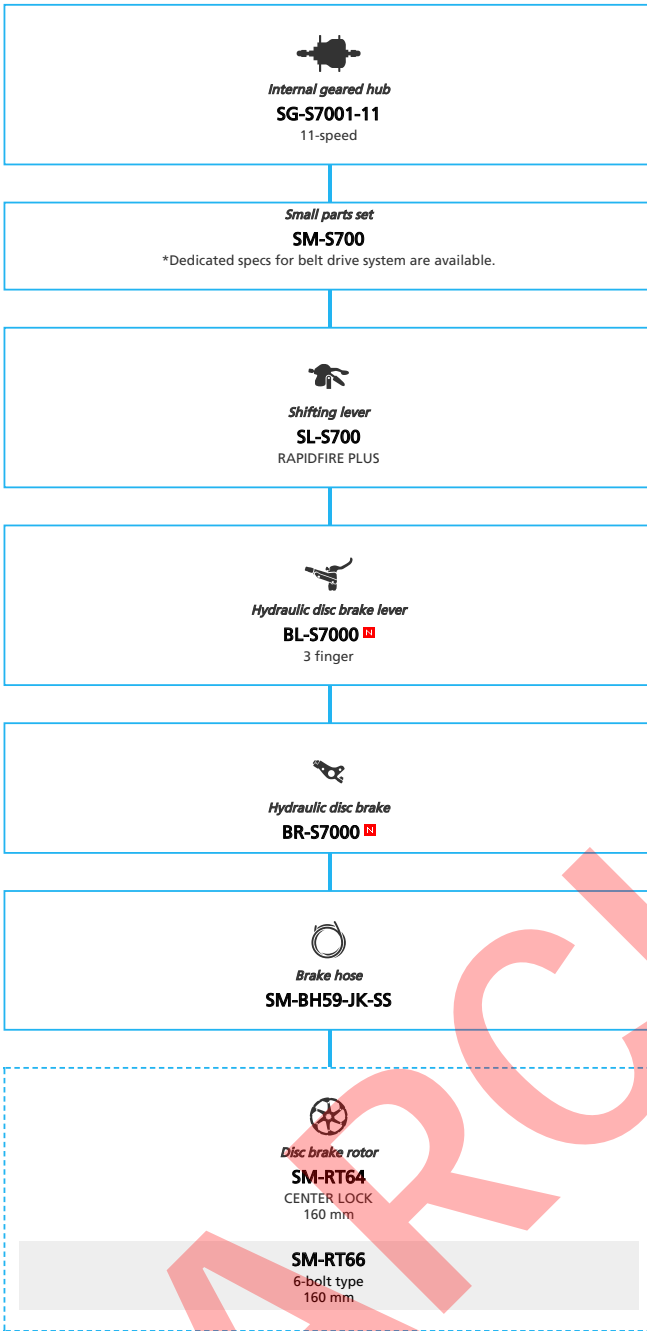 Internal geared hub
SG-S7001-11
11-speed
Small parts set
SM-S700
*Dedicated specs for belt drive system are available.
Shifting lever
SL-S700
RAPIDFIRE PLUS
Hydraulic disc brake lever
BL-S7000 N
3 finger
Hydraulic disc brake
BR-S7000 N
Brake hose
SM-BH59-JK-SS
Disc brake rotor
SM-RT64
CENTER LOCK
160 mm
SM-RT66
6-bolt type
160 mm